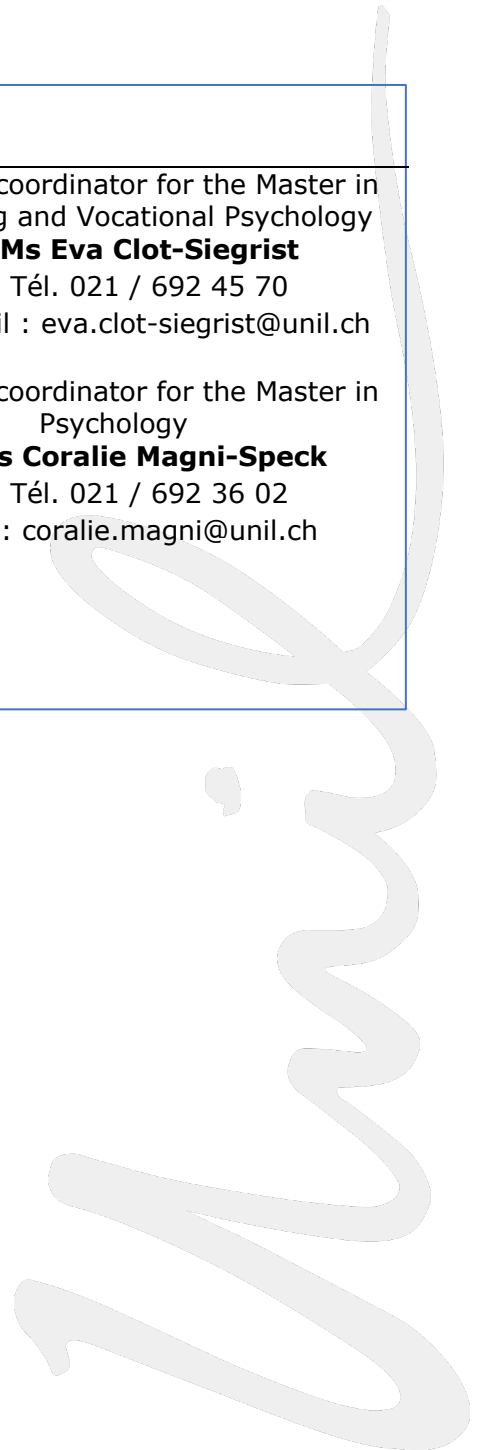 coordinator for the Master in
g and Vocational Psychology
Ms Eva Clot-Siegrist
Tél. 021 / 692 45 70
il : eva.clot-siegrist@unil.ch
coordinator for the Master in
Psychology
s Coralie Magni-Speck
Tél. 021 / 692 36 02
: coralie.magni@unil.ch
Unil